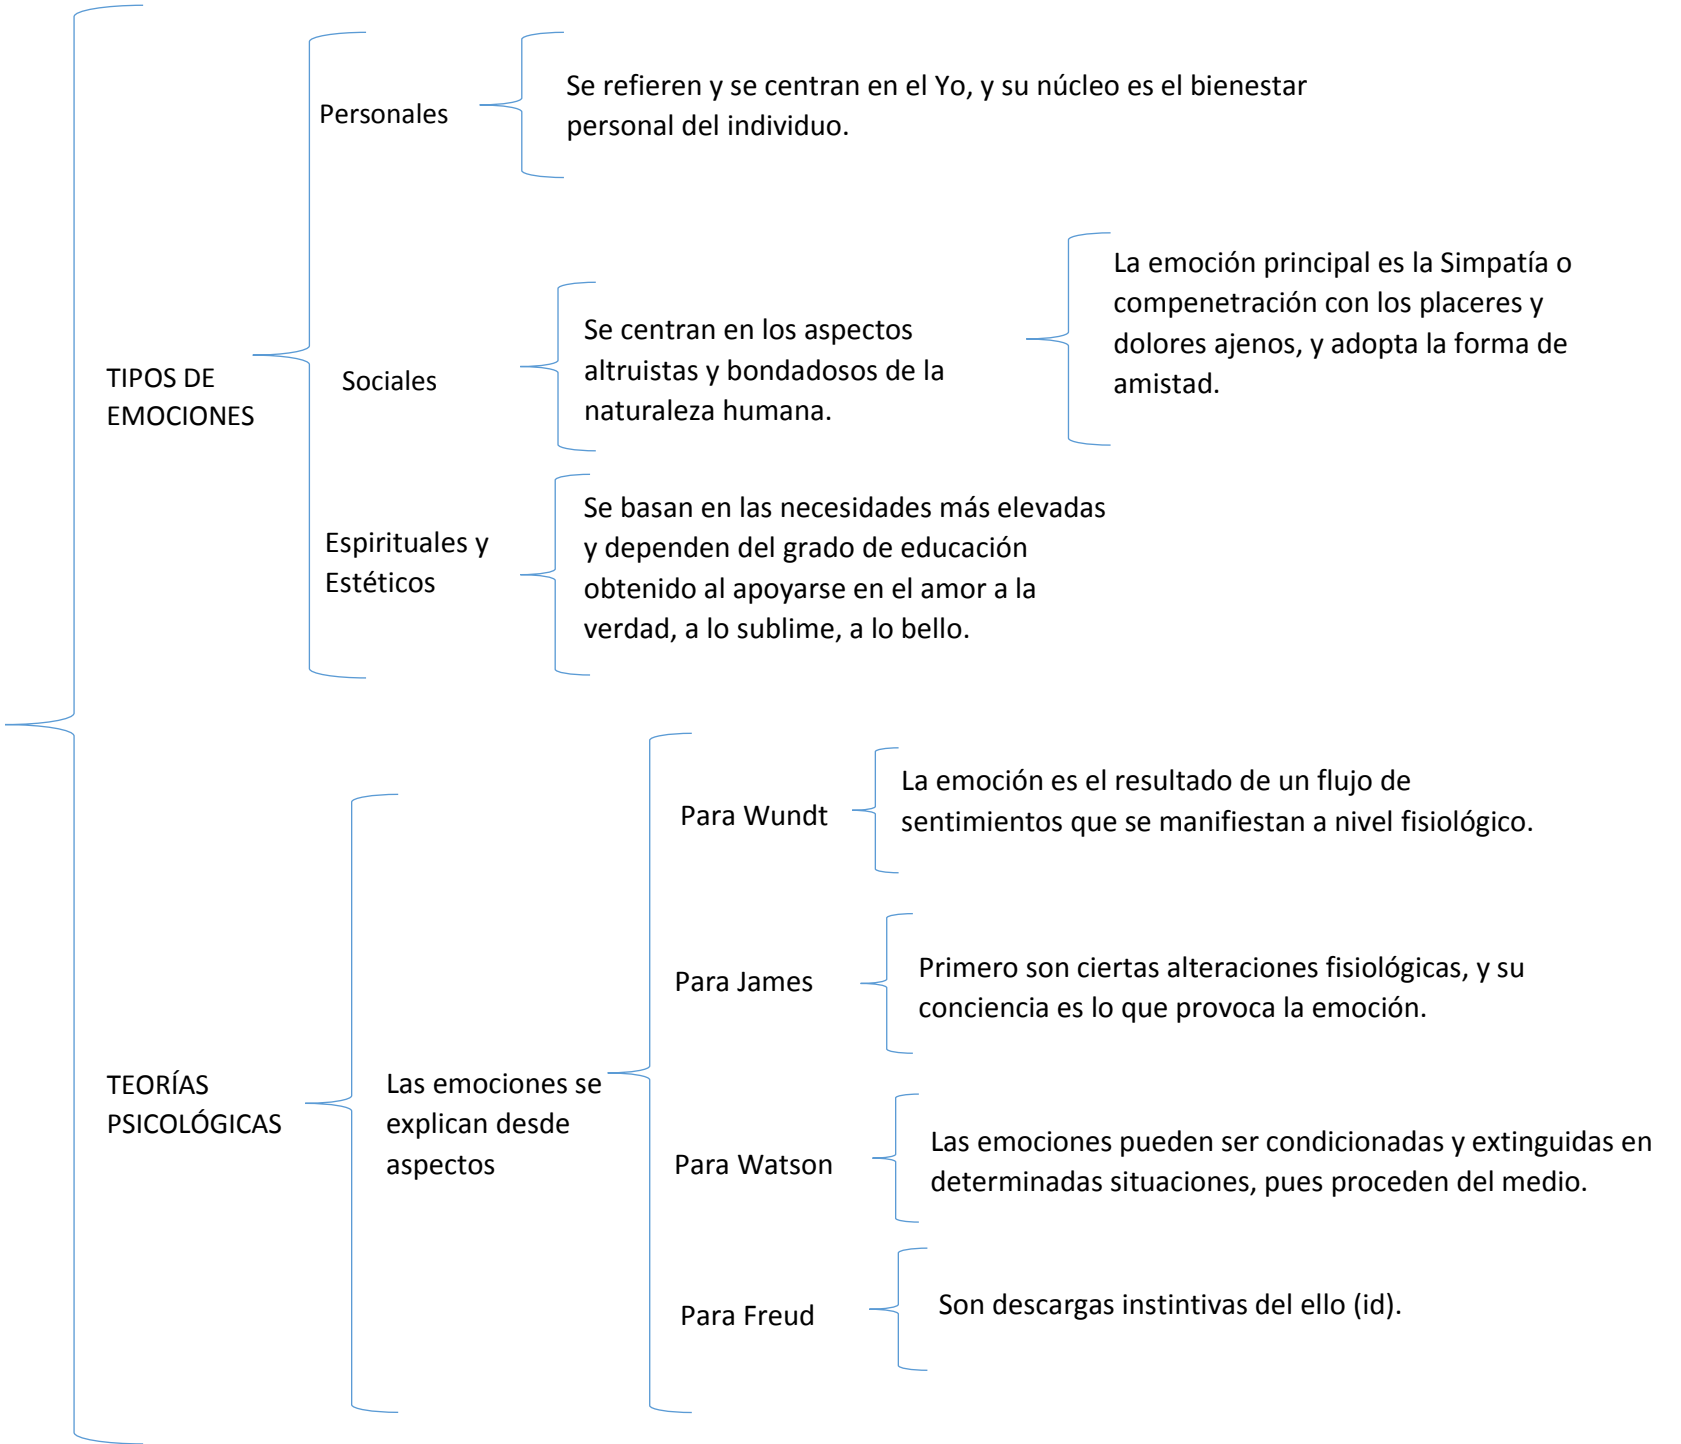 TIPOS DE
EMOCIONES
Personales
Se refieren y se centran en el Yo, y su núcleo es el bienestar
personal del individuo.
Sociales
Se centran en los aspectos
altruistas y bondadosos de la
naturaleza humana.
La emoción principal es la Simpatía o
compenetración con los placeres y
dolores ajenos, y adopta la forma de
amistad.
Espirituales y
Estéticos
Se basan en las necesidades más elevadas
y dependen del grado de educación
obtenido al apoyarse en el amor a la
verdad, a lo sublime, a lo bello.
TEORÍAS
PSICOLÓGICAS
Las emociones se
explican desde
aspectos
Para Wundt
La emoción es el resultado de un flujo de
sentimientos que se manifiestan a nivel fisiológico.
Para James
Primero son ciertas alteraciones fisiológicas, y su
conciencia es lo que provoca la emoción.
Para Watson
Las emociones pueden ser condicionadas y extinguidas en
determinadas situaciones, pues proceden del medio.
Para Freud
Son descargas instintivas del ello (id).